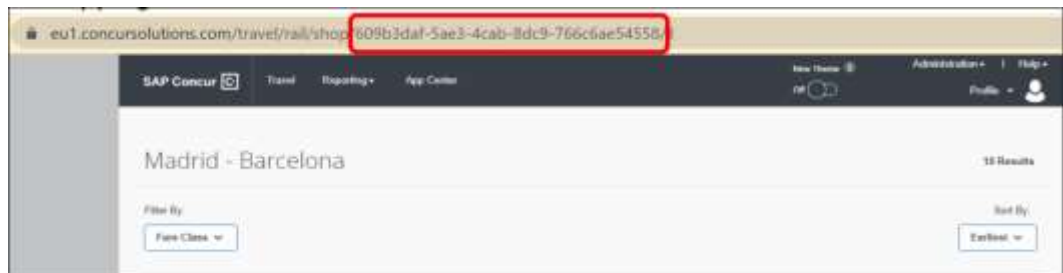 eu1.concursolutions.com/travel/rail/shop/609b3daf-5ae3-4cab-8dc9-766c6ae54558/
SAP Concur C Travel Reporting App Center New Theme Off Administration | Help
Profile
Madrid - Barcelona
10 Results
Filter By: Sort By:
Fare Class Earliest